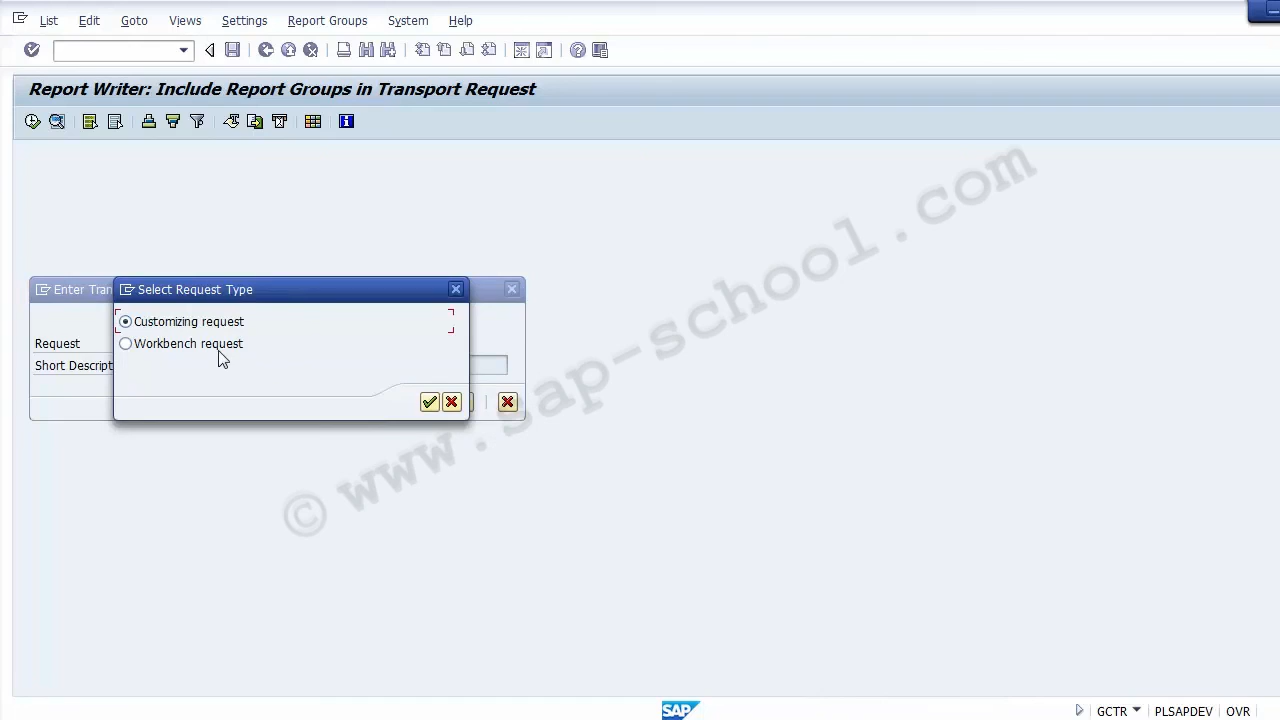 List Edit Goto Views Settings Report Groups System Help
Report Writer: Include Report Groups in Transport Request
Enter Tran
Select Request Type
Customizing request
Workbench request
Request
Short Descript
© www.sap-school.com
SAP
GCTR PLSAPDEV OVR